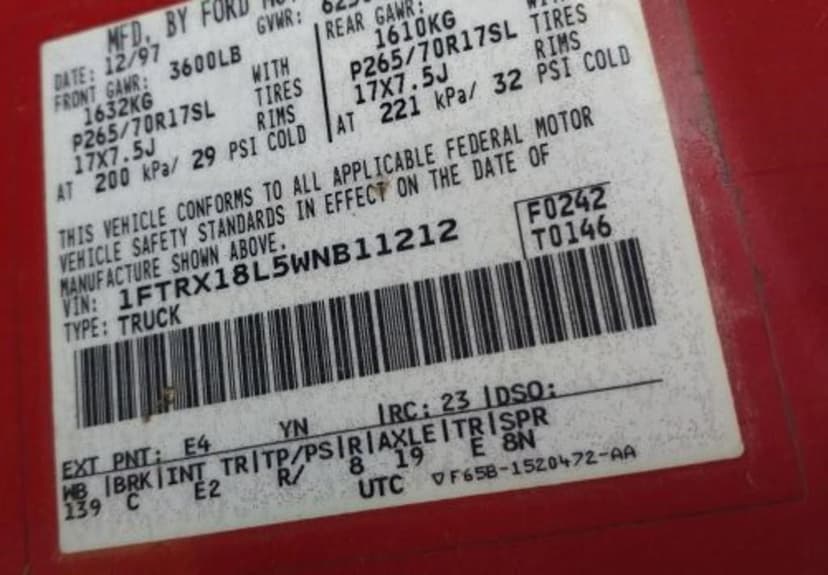 MFD. BY FORD
DATE: 12/97 GVWR:
FRONT GAWR: 3600LB REAR GAWR:
1632KG WITH 1610KG
P265/70R17SL TIRES P265/70R17SL TIRES
17X7.5J RIMS 17X7.5J RIMS
AT 200 kPa/ 29 PSI COLD AT 221 kPa/ 32 PSI COLD
THIS VEHICLE CONFORMS TO ALL APPLICABLE FEDERAL MOTOR
VEHICLE SAFETY STANDARDS IN EFFECT ON THE DATE OF
MANUFACTURE SHOWN ABOVE.
VIN: 1FTRX18L5WNB11212 F0242
TYPE: TRUCK T0146
EXT PNT: E4 YN RC: 23 DSO:
WB BRK INT TR TP/PS R AXLE TR SPR
139 C E2 R/ 8 19 E 8N
UTC ▽F65B-1520472-AA